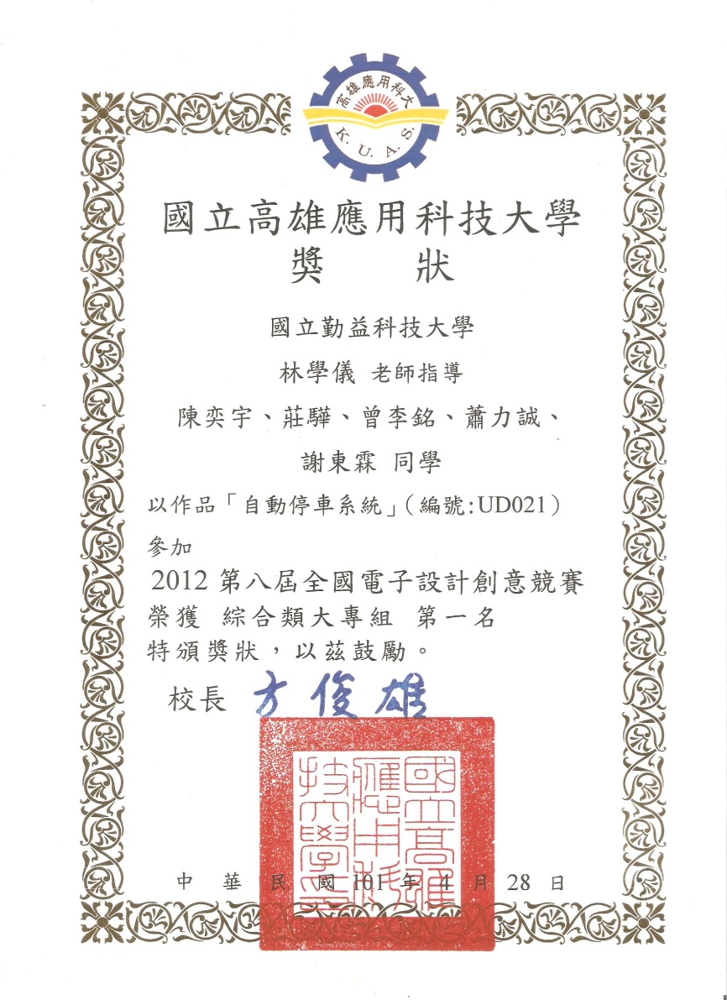 高雄應用科大
K. U. A. S.
國立高雄應用科技大學
獎 狀
國立勤益科技大學
林學儀 老師指導
陳奕宇、莊驊、曾李銘、蕭力誠、
謝東霖 同學
以作品「自動停車系統」(編號:UD021)
參加
2012 第八屆全國電子設計創意競賽
榮獲 綜合類大專組 第一名
特頒獎狀,以茲鼓勵。
校長 方俊雄
國立高雄應用科技大學印
中 華 民 國 101 年 4 月 28 日